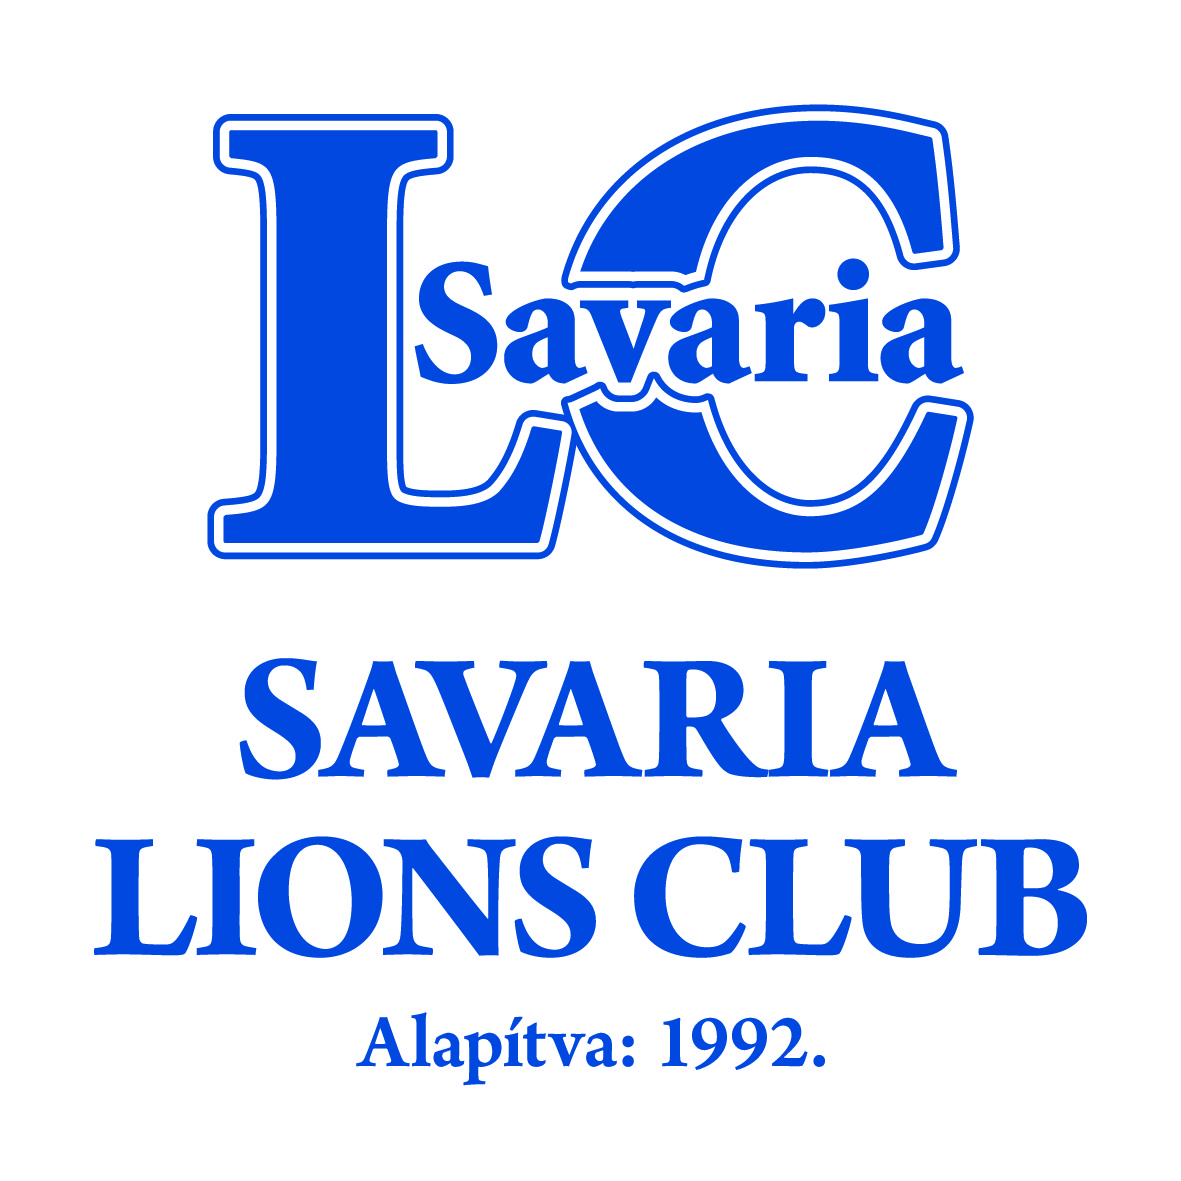 LC
Savaria
SAVARIA
LIONS CLUB
Alapítva: 1992.